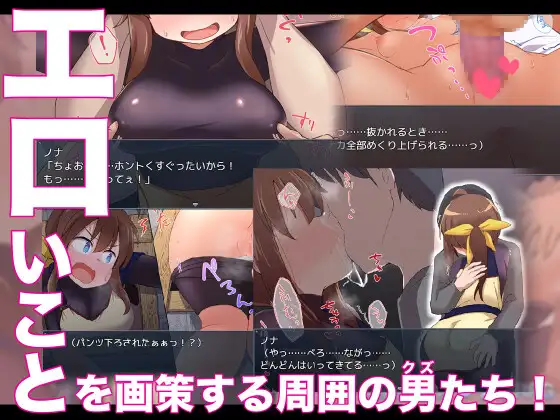 エロいことを画策する周囲の男たち！
クズ
ノナ
「ちょお
ホントくすぐったいから！
もっ……
ってぇ！」
っ……抜かれるとき……
カ全部めくり上げられる……っ）
（パンツ下ろされたぁぁっ！？）
ノナ
（やっ……べろ……ながっ……
どんどんはいってきてる……っ）